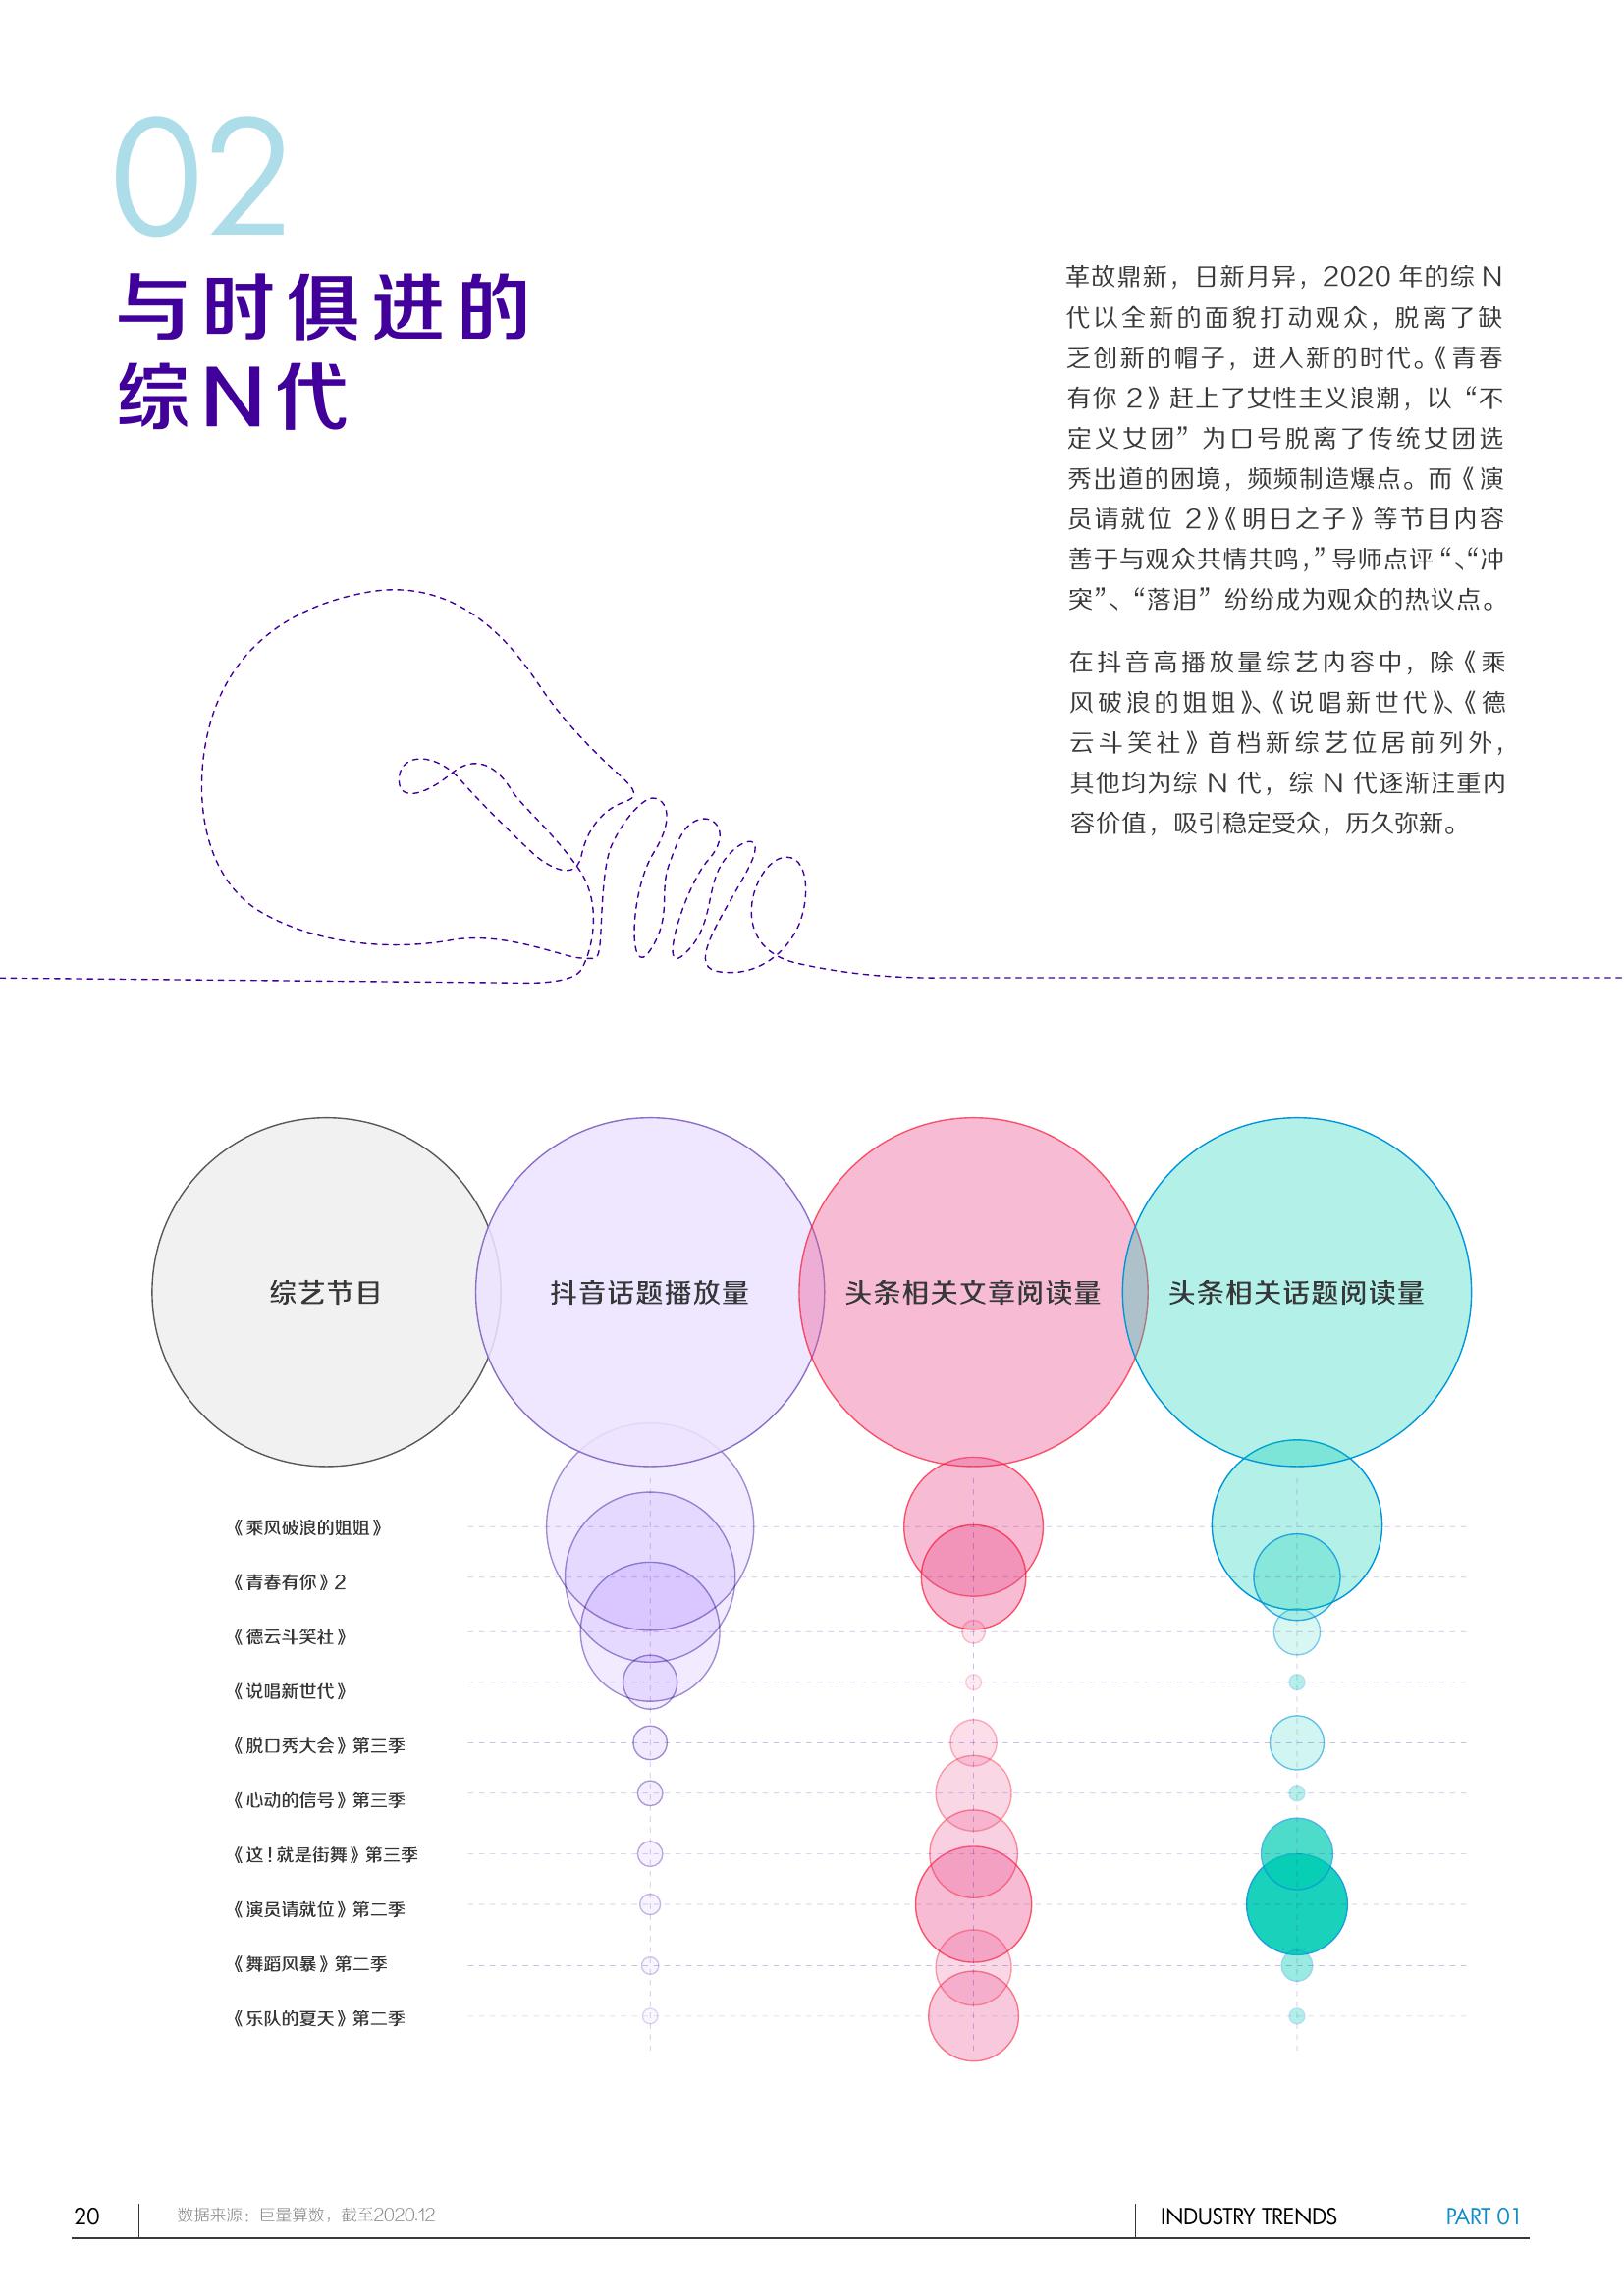 02
与时俱进的
综N代
革故鼎新，日新月异，2020 年的综 N
代以全新的面貌打动观众，脱离了缺
乏创新的帽子，进入新的时代。《青春
有你 2》赶上了女性主义浪潮，以 “不
定义女团” 为口号脱离了传统女团选
秀出道的困境，频频制造爆点。而《演
员请就位 2》《明日之子》等节目内容
善于与观众共情共鸣，” 导师点评 “、“冲
突”、“落泪” 纷纷成为观众的热议点。
在抖音高播放量综艺内容中，除《乘
风破浪的姐姐》、《说唱新世代》、《德
云斗笑社》首档新综艺位居前列外，
其他均为综 N 代，综 N 代逐渐注重内
容价值，吸引稳定受众，历久弥新。
综艺节目
抖音话题播放量
头条相关文章阅读量
头条相关话题阅读量
《乘风破浪的姐姐》
《青春有你》2
《德云斗笑社》
《说唱新世代》
《脱口秀大会》第三季
《心动的信号》第三季
《这！就是街舞》第三季
《演员请就位》第二季
《舞蹈风暴》第二季
《乐队的夏天》第二季
20
数据来源：巨量算数，截至2020.12
INDUSTRY TRENDS
PART 01